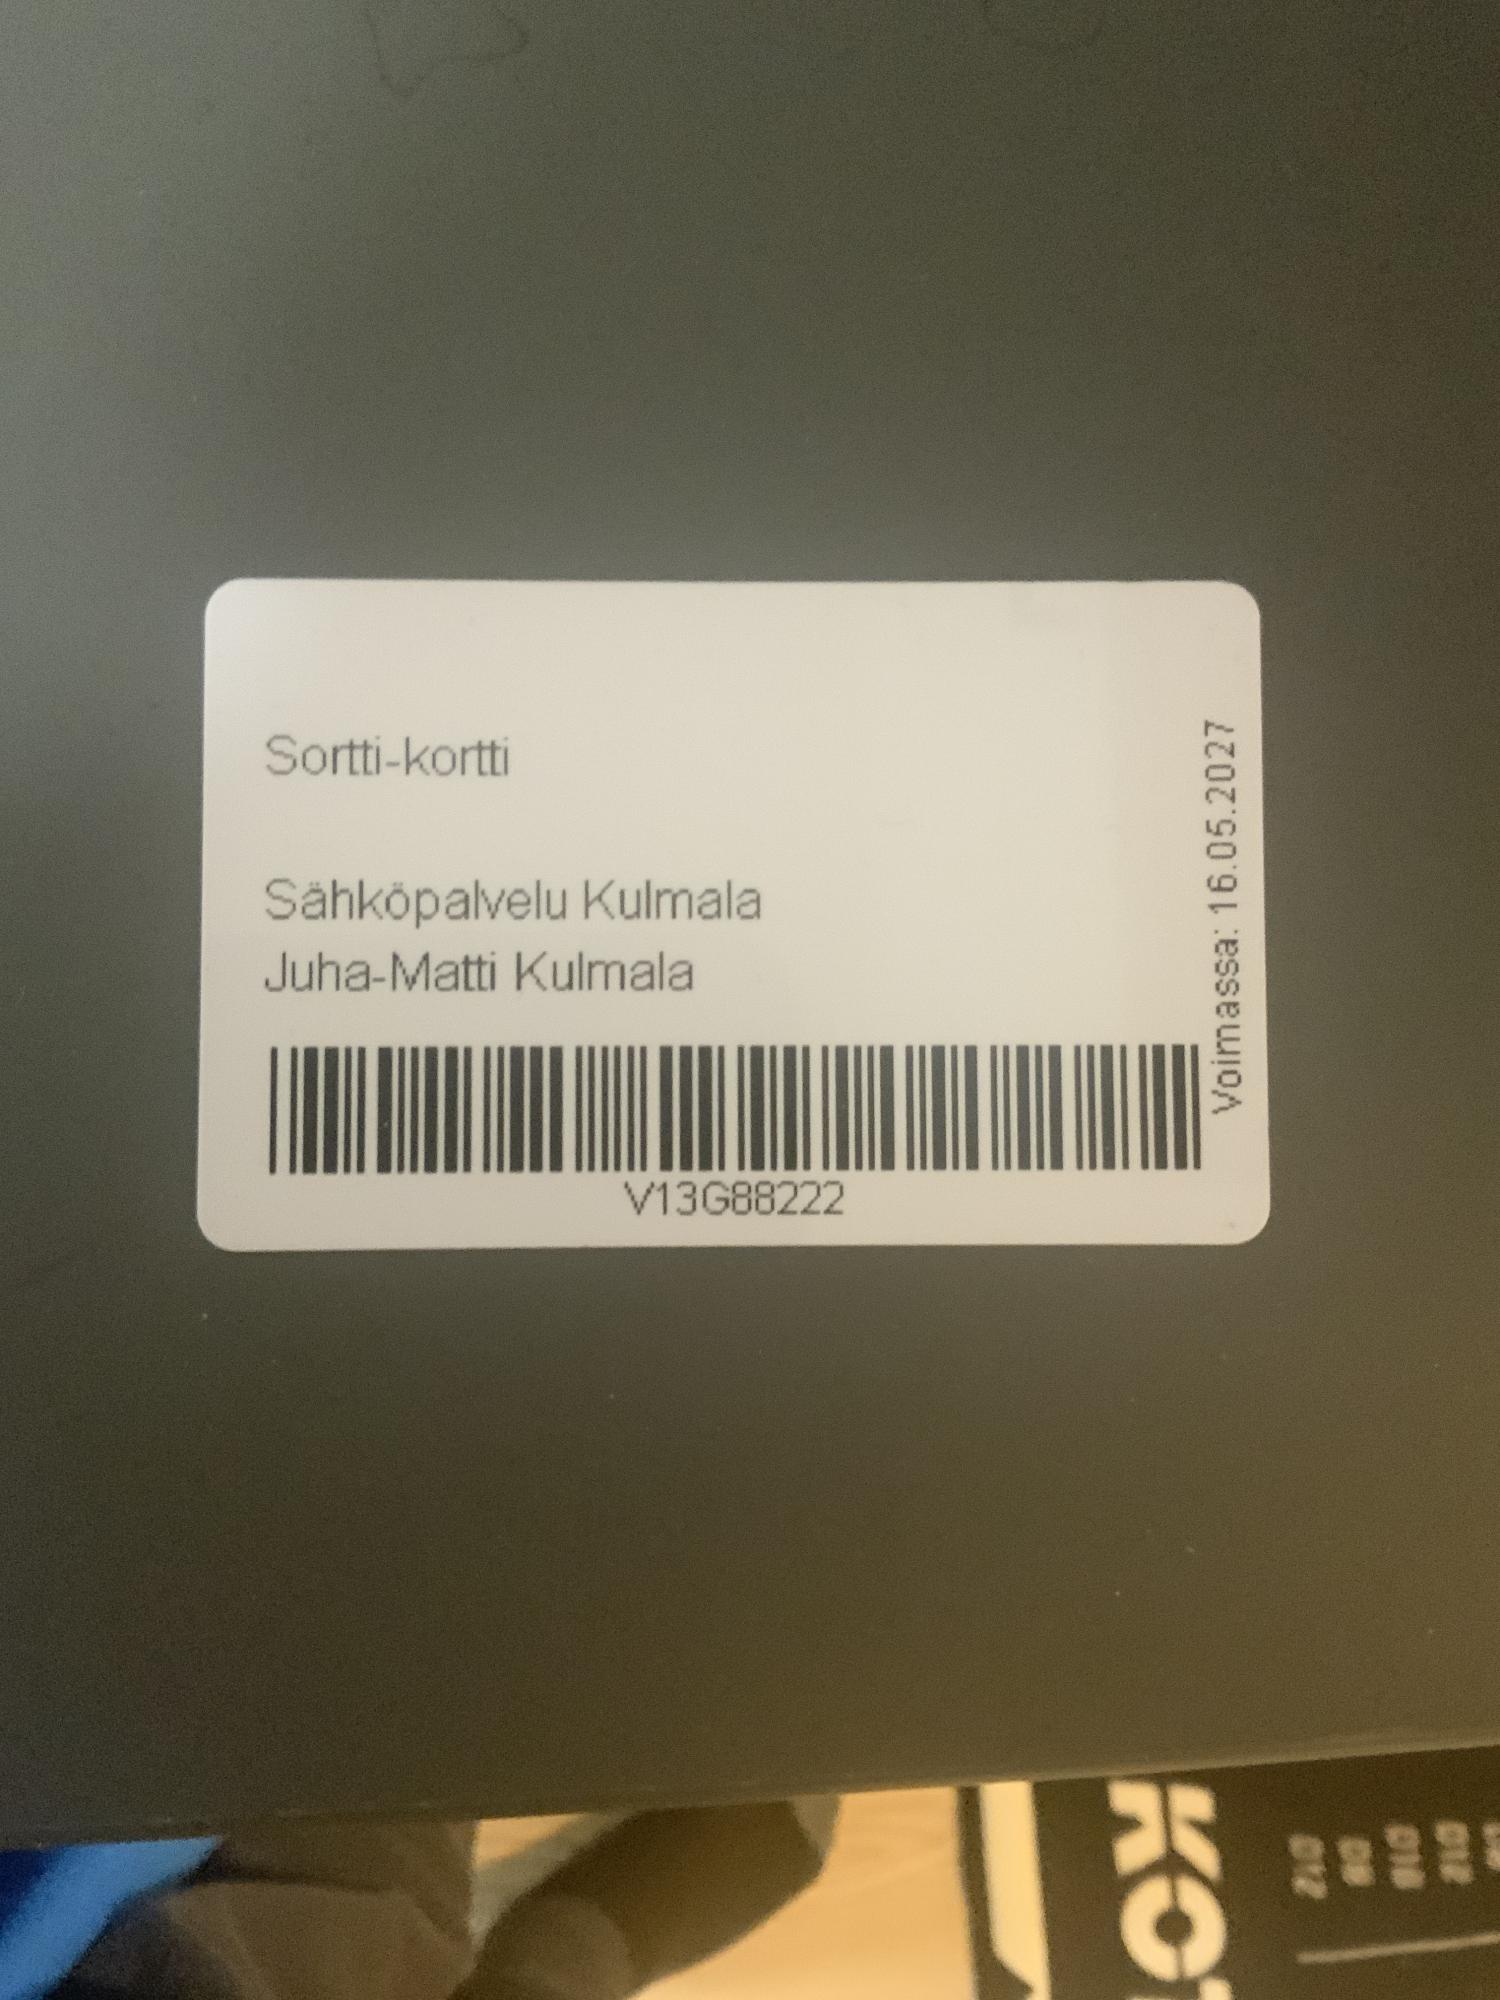 Sortti-kortti
Sähköpalvelu Kulmala
Juha-Matti Kulmala
V13G88222
Voimassa: 16.05.2027